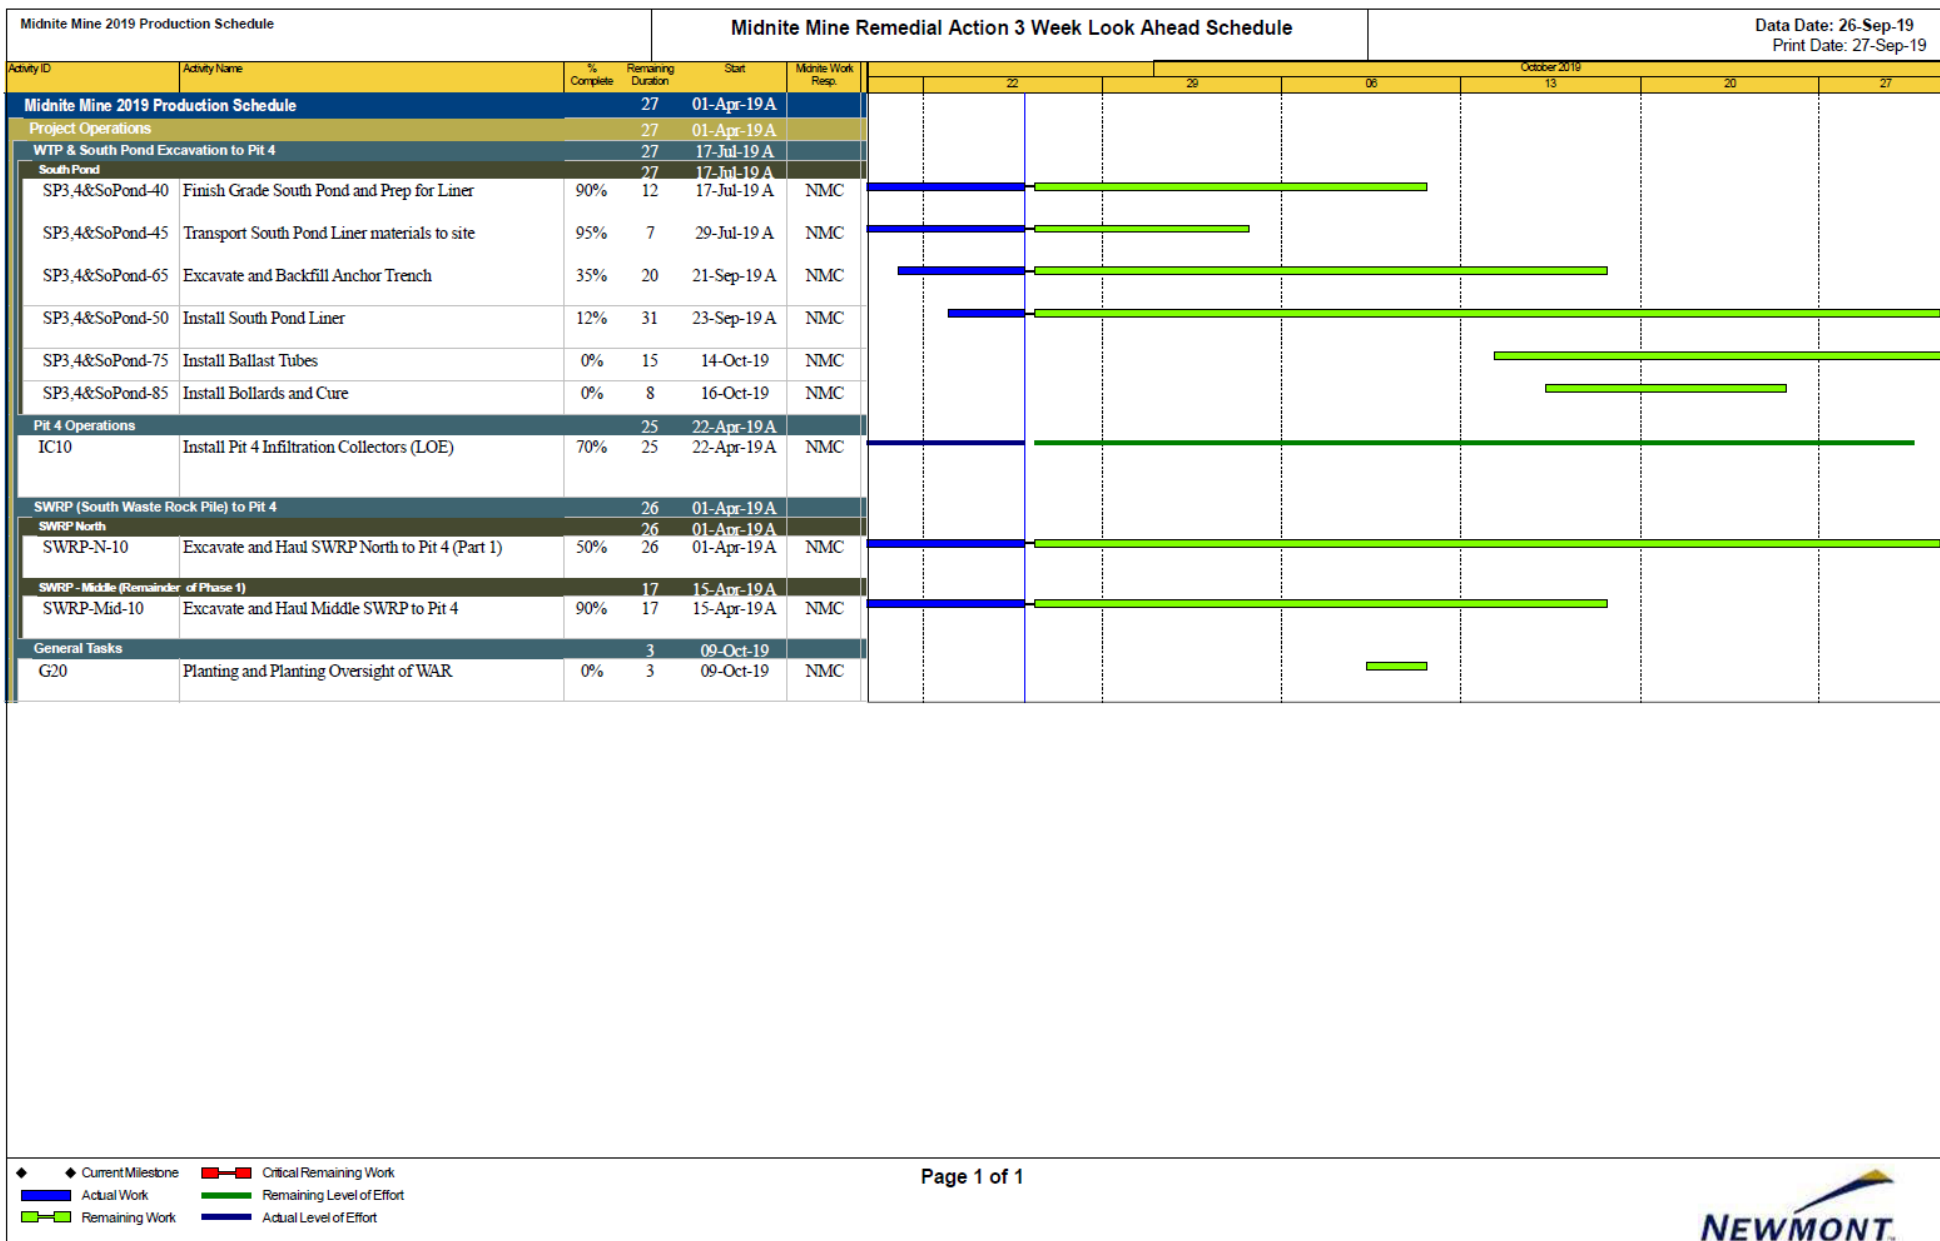 Midnite Mine 2019 Production Schedule
Midnite Mine Remedial Action 3 Week Look Ahead Schedule
Data Date: 26-Sep-19
Print Date: 27-Sep-19
Activity ID Activity Name % Complete Remaining Duration Start Midnite Work Resp. October 2019
22 29 06 13 20 27
Midnite Mine 2019 Production Schedule 27 01-Apr-19 A
Project Operations 27 01-Apr-19 A
WTP & South Pond Excavation to Pit 4 27 17-Jul-19 A
South Pond 27 17-Jul-19 A
SP3,4&SoPond-40 Finish Grade South Pond and Prep for Liner 90% 12 17-Jul-19 A NMC
SP3,4&SoPond-45 Transport South Pond Liner materials to site 95% 7 29-Jul-19 A NMC
SP3,4&SoPond-65 Excavate and Backfill Anchor Trench 35% 20 21-Sep-19 A NMC
SP3,4&SoPond-50 Install South Pond Liner 12% 31 23-Sep-19 A NMC
SP3,4&SoPond-75 Install Ballast Tubes 0% 15 14-Oct-19 NMC
SP3,4&SoPond-85 Install Bollards and Cure 0% 8 16-Oct-19 NMC
Pit 4 Operations 25 22-Apr-19 A
IC10 Install Pit 4 Infiltration Collectors (LOE) 70% 25 22-Apr-19 A NMC
SWRP (South Waste Rock Pile) to Pit 4 26 01-Apr-19 A
SWRP North 26 01-Apr-19 A
SWRP-N-10 Excavate and Haul SWRP North to Pit 4 (Part 1) 50% 26 01-Apr-19 A NMC
SWRP - Middle (Remainder of Phase 1) 17 15-Apr-19 A
SWRP-Mid-10 Excavate and Haul Middle SWRP to Pit 4 90% 17 15-Apr-19 A NMC
General Tasks 3 09-Oct-19
G20 Planting and Planting Oversight of WAR 0% 3 09-Oct-19 NMC
Current Milestone Critical Remaining Work
Actual Work Remaining Level of Effort
Remaining Work Actual Level of Effort
Page 1 of 1
NEWMONT